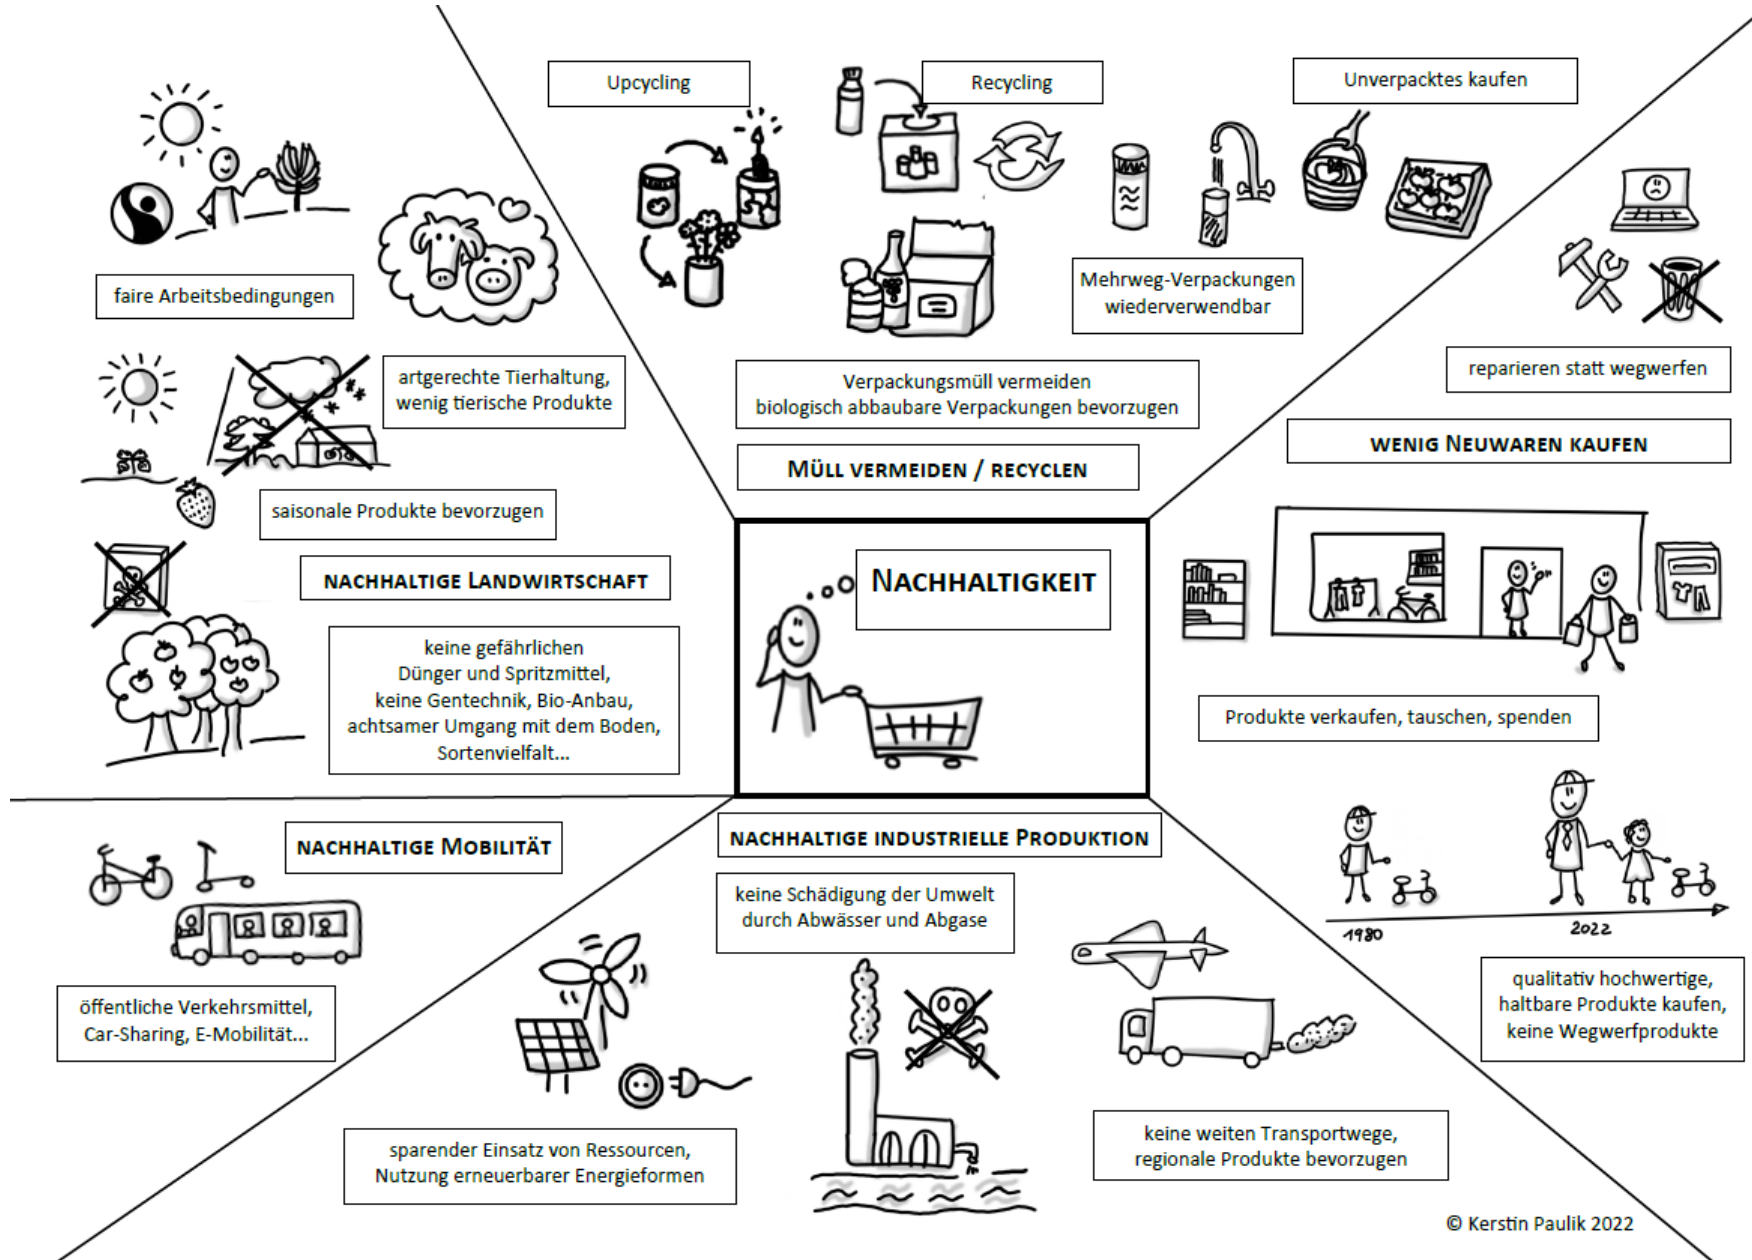 Upcycling
Recycling
Unverpacktes kaufen
Mehrweg-Verpackungen
wiederverwendbar
Verpackungsmüll vermeiden
biologisch abbaubare Verpackungen bevorzugen
MÜLL VERMEIDEN / RECYCLEN
faire Arbeitsbedingungen
artgerechte Tierhaltung,
wenig tierische Produkte
saisonale Produkte bevorzugen
NACHHALTIGE LANDWIRTSCHAFT
keine gefährlichen
Dünger und Spritzmittel,
keine Gentechnik, Bio-Anbau,
achtsamer Umgang mit dem Boden,
Sortenvielfalt...
reparieren statt wegwerfen
WENIG NEUWAREN KAUFEN
Produkte verkaufen, tauschen, spenden
1980
2022
qualitativ hochwertige,
haltbare Produkte kaufen,
keine Wegwerfprodukte
NACHHALTIGKEIT
NACHHALTIGE MOBILITÄT
öffentliche Verkehrsmittel,
Car-Sharing, E-Mobilität...
NACHHALTIGE INDUSTRIELLE PRODUKTION
keine Schädigung der Umwelt
durch Abwässer und Abgase
sparender Einsatz von Ressourcen,
Nutzung erneuerbarer Energieformen
keine weiten Transportwege,
regionale Produkte bevorzugen
© Kerstin Paulik 2022